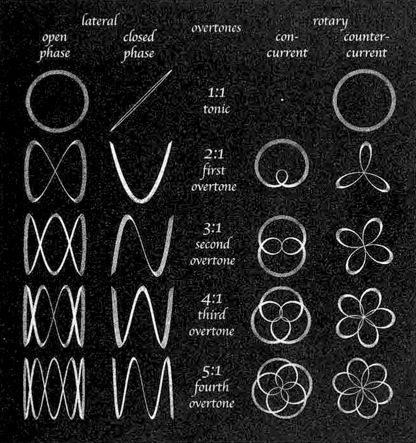 lateral
rotary
overtones
open
phase
closed
phase
con-
current
counter-
current
1:1
tonic
2:1
first
overtone
3:1
second
overtone
4:1
third
overtone
5:1
fourth
overtone